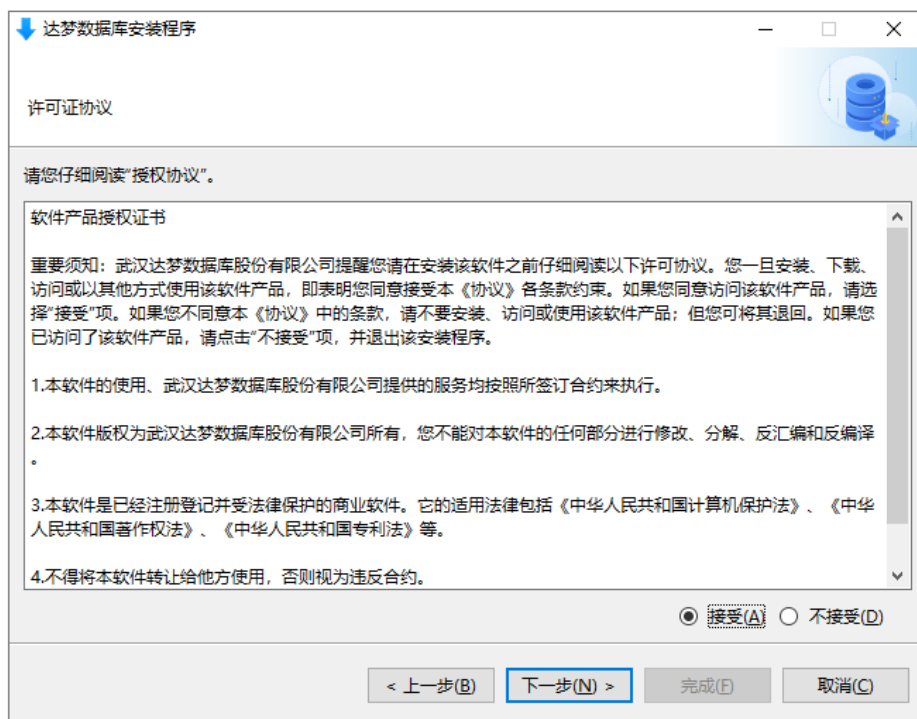 达梦数据库安装程序
许可证协议
请您仔细阅读“授权协议”。
软件产品授权证书
重要须知：武汉达梦数据库股份有限公司提醒您请在安装该软件之前仔细阅读以下许可协议。您一旦安装、下载、
访问或以其他方式使用该软件产品，即表明您同意接受本《协议》各条款约束。如果您同意访问该软件产品，请选
择“接受”项。如果您不同意本《协议》中的条款，请不要安装、访问或使用该软件产品；但您可将其退回。如果您
已访问了该软件产品，请点击“不接受”项，并退出该安装程序。
1.本软件的使用、武汉达梦数据库股份有限公司提供的服务均按照所签订合约来执行。
2.本软件版权为武汉达梦数据库股份有限公司所有，您不能对本软件的任何部分进行修改、分解、反汇编和反编译
。
3.本软件是已经注册登记并受法律保护的商业软件。它的适用法律包括《中华人民共和国计算机保护法》、《中华
人民共和国著作权法》、《中华人民共和国专利法》等。
4.不得将本软件转让给他方使用，否则视为违反合约。
接受(A) 不接受(D)
< 上一步(B) 下一步(N) > 完成(F) 取消(C)